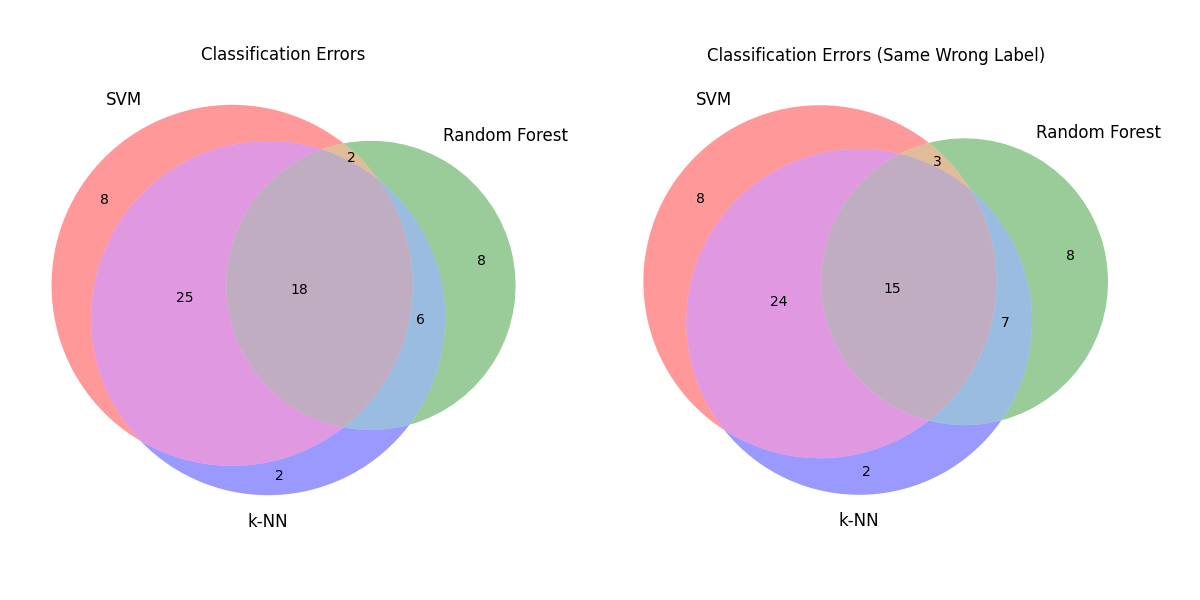 Classification Errors
SVM
Random Forest
2
8
8
25
18
6
2
k-NN
Classification Errors (Same Wrong Label)
SVM
Random Forest
3
8
8
24
15
7
2
k-NN